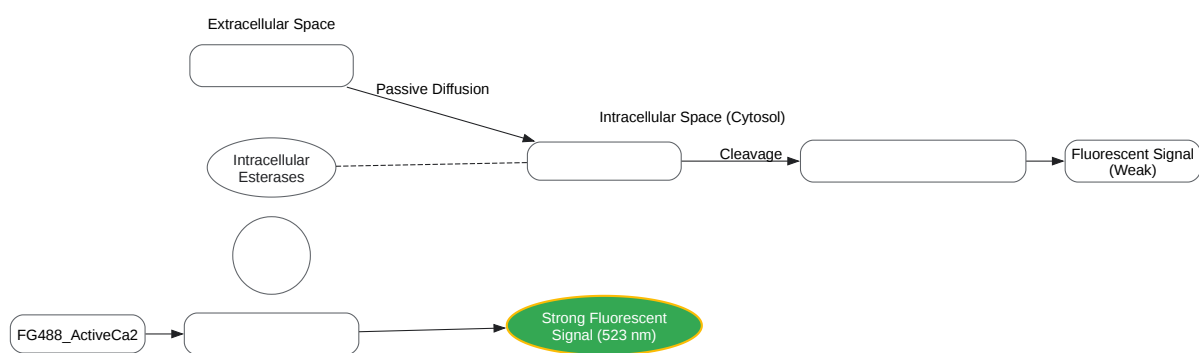 Extracellular Space
Passive Diffusion
Intracellular Space (Cytosol)
Intracellular
Esterases
Cleavage
Fluorescent Signal
(Weak)
FG488_ActiveCa2
Strong Fluorescent
Signal (523 nm)